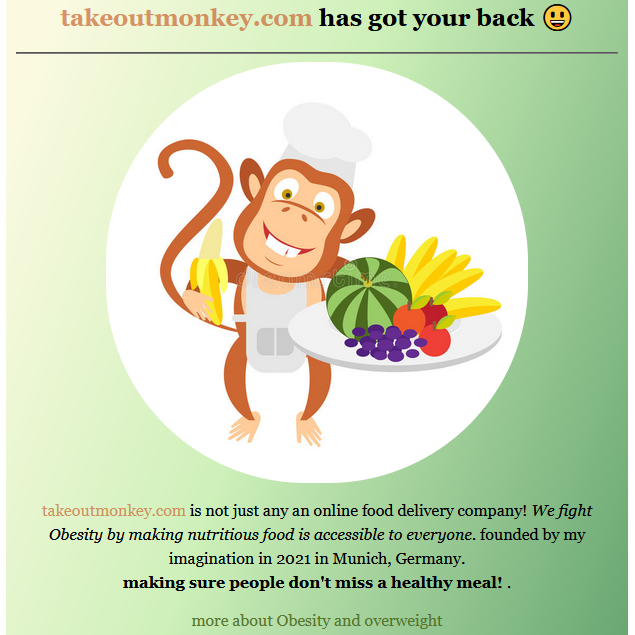 takeoutmonkey.com has got your back 😃
takeoutmonkey.com is not just any an online food delivery company! We fight
Obesity by making nutritious food is accessible to everyone. founded by my
imagination in 2021 in Munich, Germany.
making sure people don't miss a healthy meal! .
more about Obesity and overweight